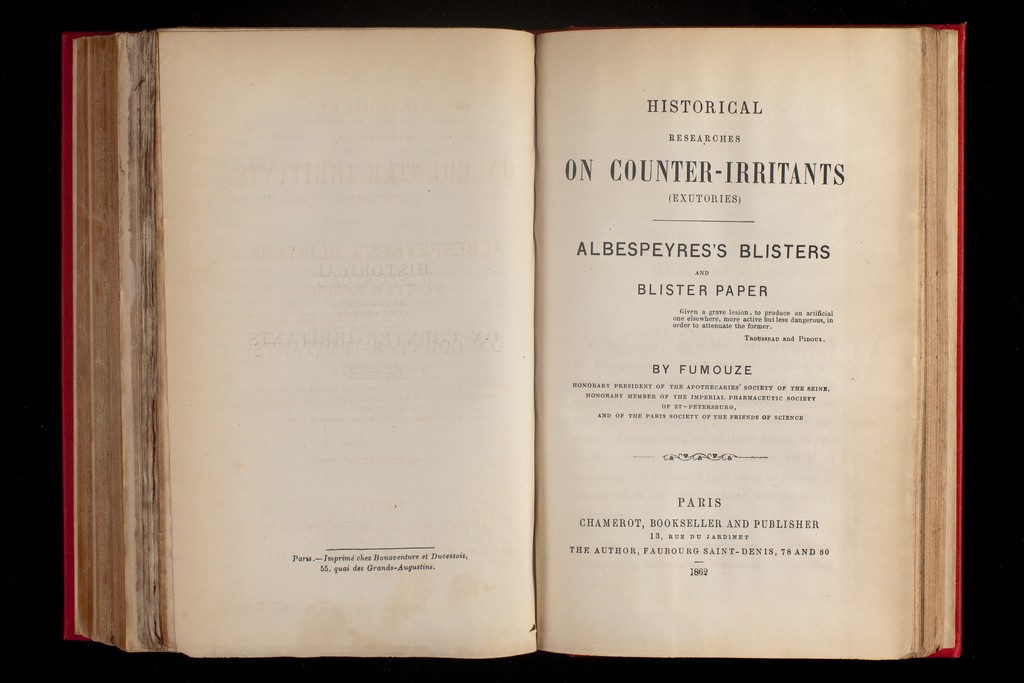 Paris.—Imprimé chez Bonaventure et Ducessois,
55, quai des Grands-Augustins.
HISTORICAL
RESEARCHES
ON COUNTER-IRRITANTS
(EXUTORIES)
ALBESPEYRES'S BLISTERS
AND
BLISTER PAPER
Given a grave lesion, to produce an artificial
one elsewhere, more active but less dangerous, in
order to attenuate the former.
TROUSSEAU and PIDOUX.
BY FUMOUZE
HONORARY PRESIDENT OF THE APOTHECARIES' SOCIETY OF THE SEINE,
HONORARY MEMBER OF THE IMPERIAL PHARMACEUTIC SOCIETY
OF ST-PETERSBURG,
AND OF THE PARIS SOCIETY OF THE FRIENDS OF SCIENCE
PARIS
CHAMEROT, BOOKSELLER AND PUBLISHER
13, RUE DU JARDINET
THE AUTHOR, FAUBOURG SAINT-DENIS, 78 AND 80
1862